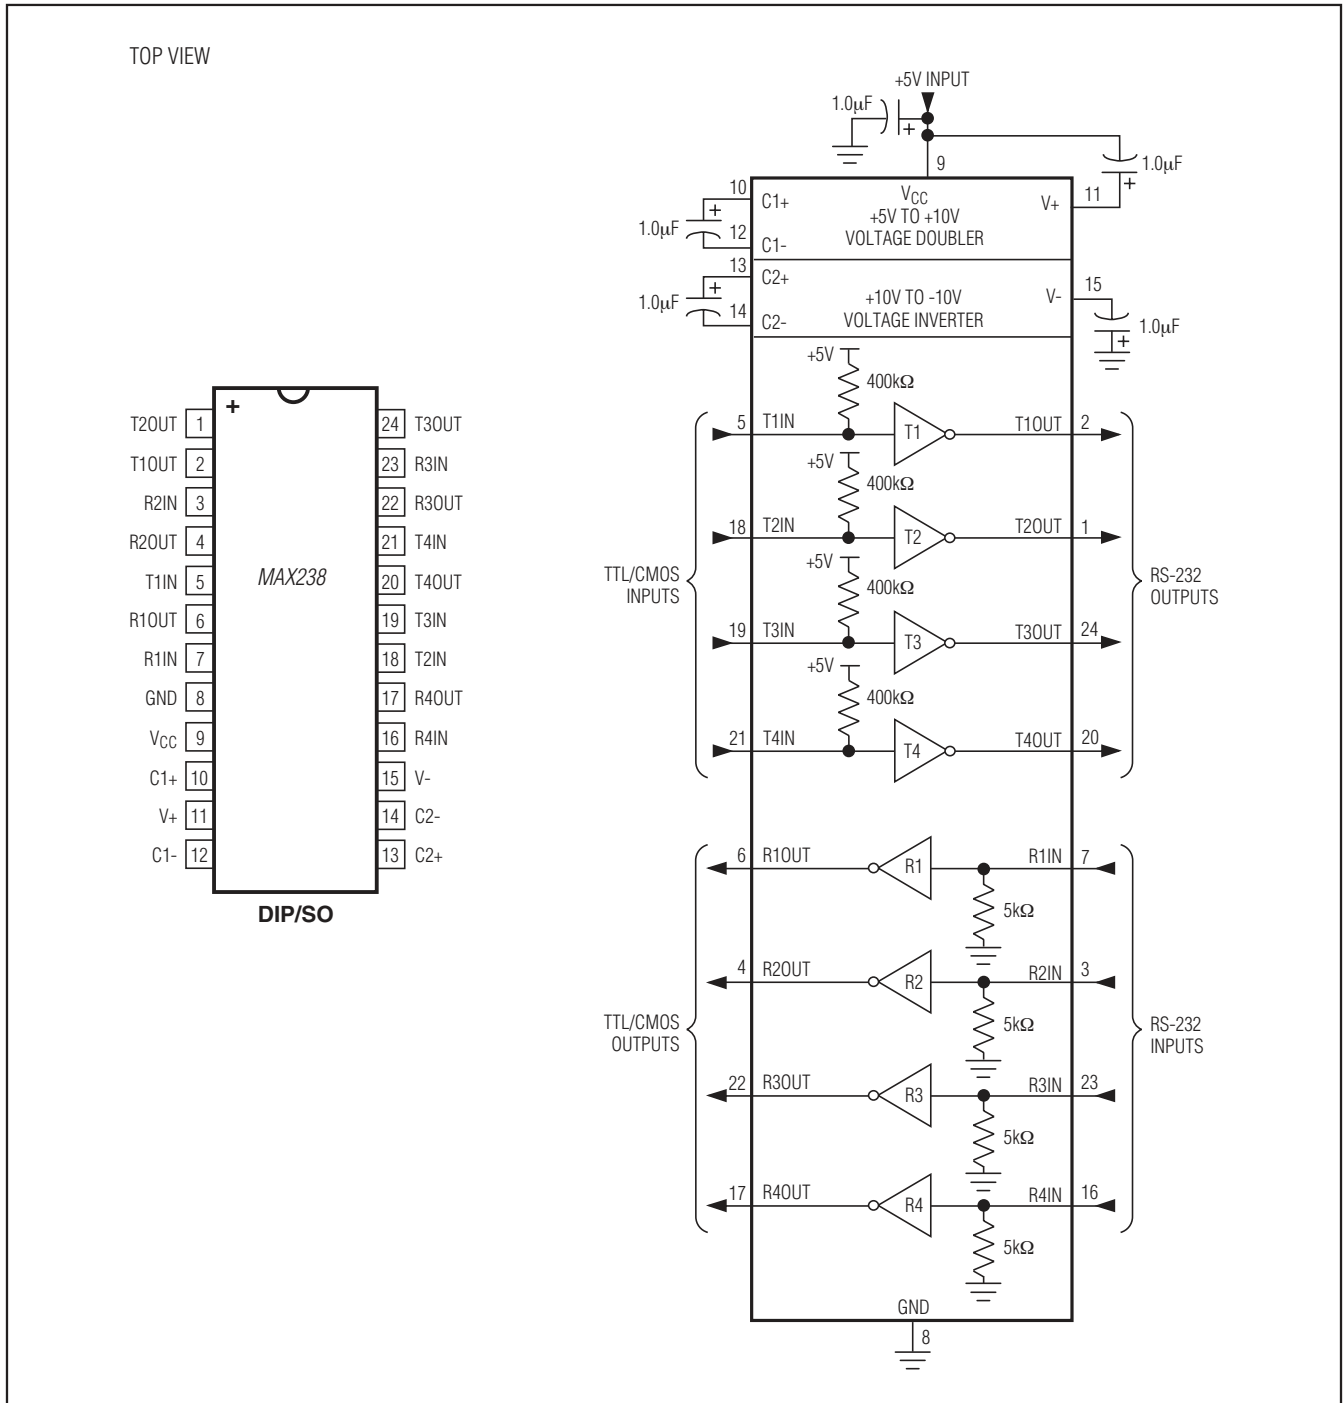 TOP VIEW
+
MAX238
T2OUT 1
T1OUT 2
R2IN 3
R2OUT 4
T1IN 5
R1OUT 6
R1IN 7
GND 8
VCC 9
C1+ 10
V+ 11
C1- 12
24 T3OUT
23 R3IN
22 R3OUT
21 T4IN
20 T4OUT
19 T3IN
18 T2IN
17 R4OUT
16 R4IN
15 V-
14 C2-
13 C2+
DIP/SO
+5V INPUT
1.0µF
+
9
1.0µF
+
11
V+
VCC
+5V TO +10V
VOLTAGE DOUBLER
10
C1+
1.0µF
+
12
C1-
13
C2+
1.0µF
+
14
C2-
+10V TO -10V
VOLTAGE INVERTER
V-
15
1.0µF
+
+5V
400kΩ
5 T1IN T1 T1OUT 2
+5V
400kΩ
18 T2IN T2 T2OUT 1
+5V
400kΩ
19 T3IN T3 T3OUT 24
+5V
400kΩ
21 T4IN T4 T4OUT 20
TTL/CMOS
INPUTS
RS-232
OUTPUTS
6 R1OUT R1 R1IN 7
5kΩ
4 R2OUT R2 R2IN 3
5kΩ
22 R3OUT R3 R3IN 23
5kΩ
17 R4OUT R4 R4IN 16
5kΩ
TTL/CMOS
OUTPUTS
RS-232
INPUTS
GND
8